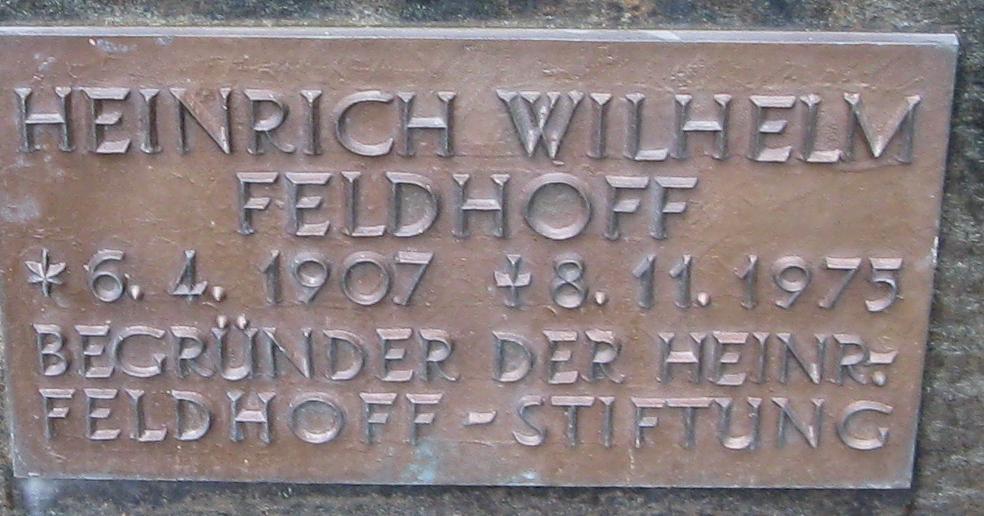 HEINRICH WILHELM
FELDHOFF
* 6. 4. 1907 † 8. 11. 1975
BEGRÜNDER DER HEINR.-
FELDHOFF-STIFTUNG